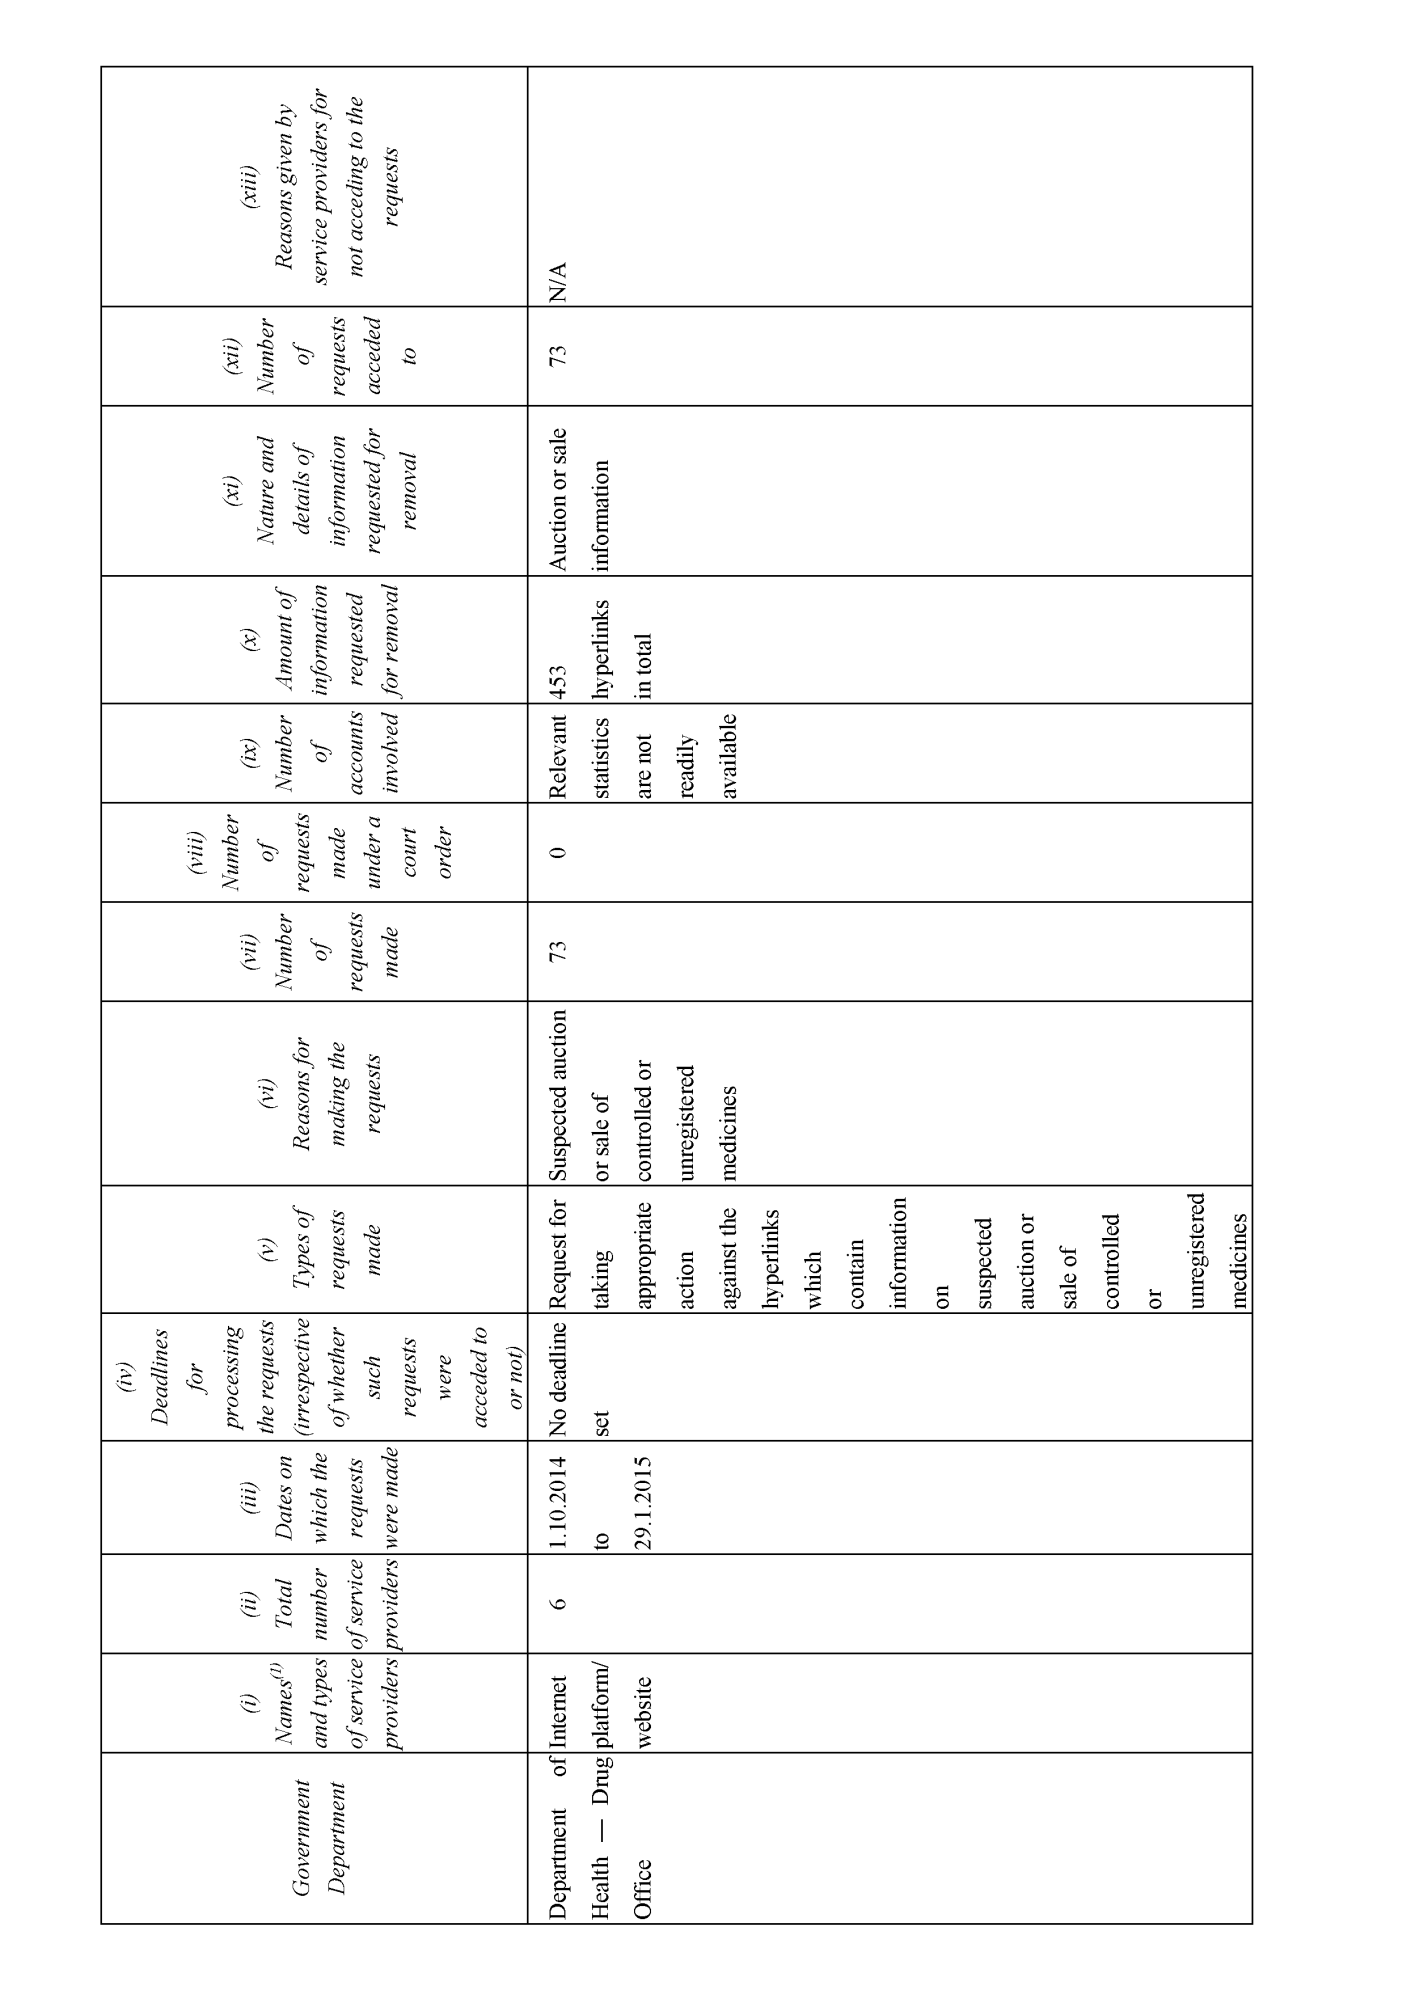 Government
Department
(i)
Names(1)
and types
of service
providers
(ii)
Total
number
of service
providers
(iii)
Dates on
which the
requests
were made
(iv)
Deadlines
for
processing
the requests
(irrespective
of whether
such
requests
were
acceded to
or not)
(v)
Types of
requests
made
(vi)
Reasons for
making the
requests
(vii)
Number
of
requests
made
(viii)
Number
of
requests
made
under a
court
order
(ix)
Number
of
accounts
involved
(x)
Amount of
information
requested
for removal
(xi)
Nature and
details of
information
requested for
removal
(xii)
Number
of
requests
acceded
to
(xiii)
Reasons given by
service providers for
not acceding to the
requests
Department of
Health — Drug
Office
Internet
platform/
website
6
1.10.2014
to
29.1.2015
No deadline
set
Request for
taking
appropriate
action
against the
hyperlinks
which
contain
information
on
suspected
auction or
sale of
controlled
or
unregistered
medicines
Suspected auction
or sale of
controlled or
unregistered
medicines
73
0
Relevant
statistics
are not
readily
available
453
hyperlinks
in total
Auction or sale
information
73
N/A